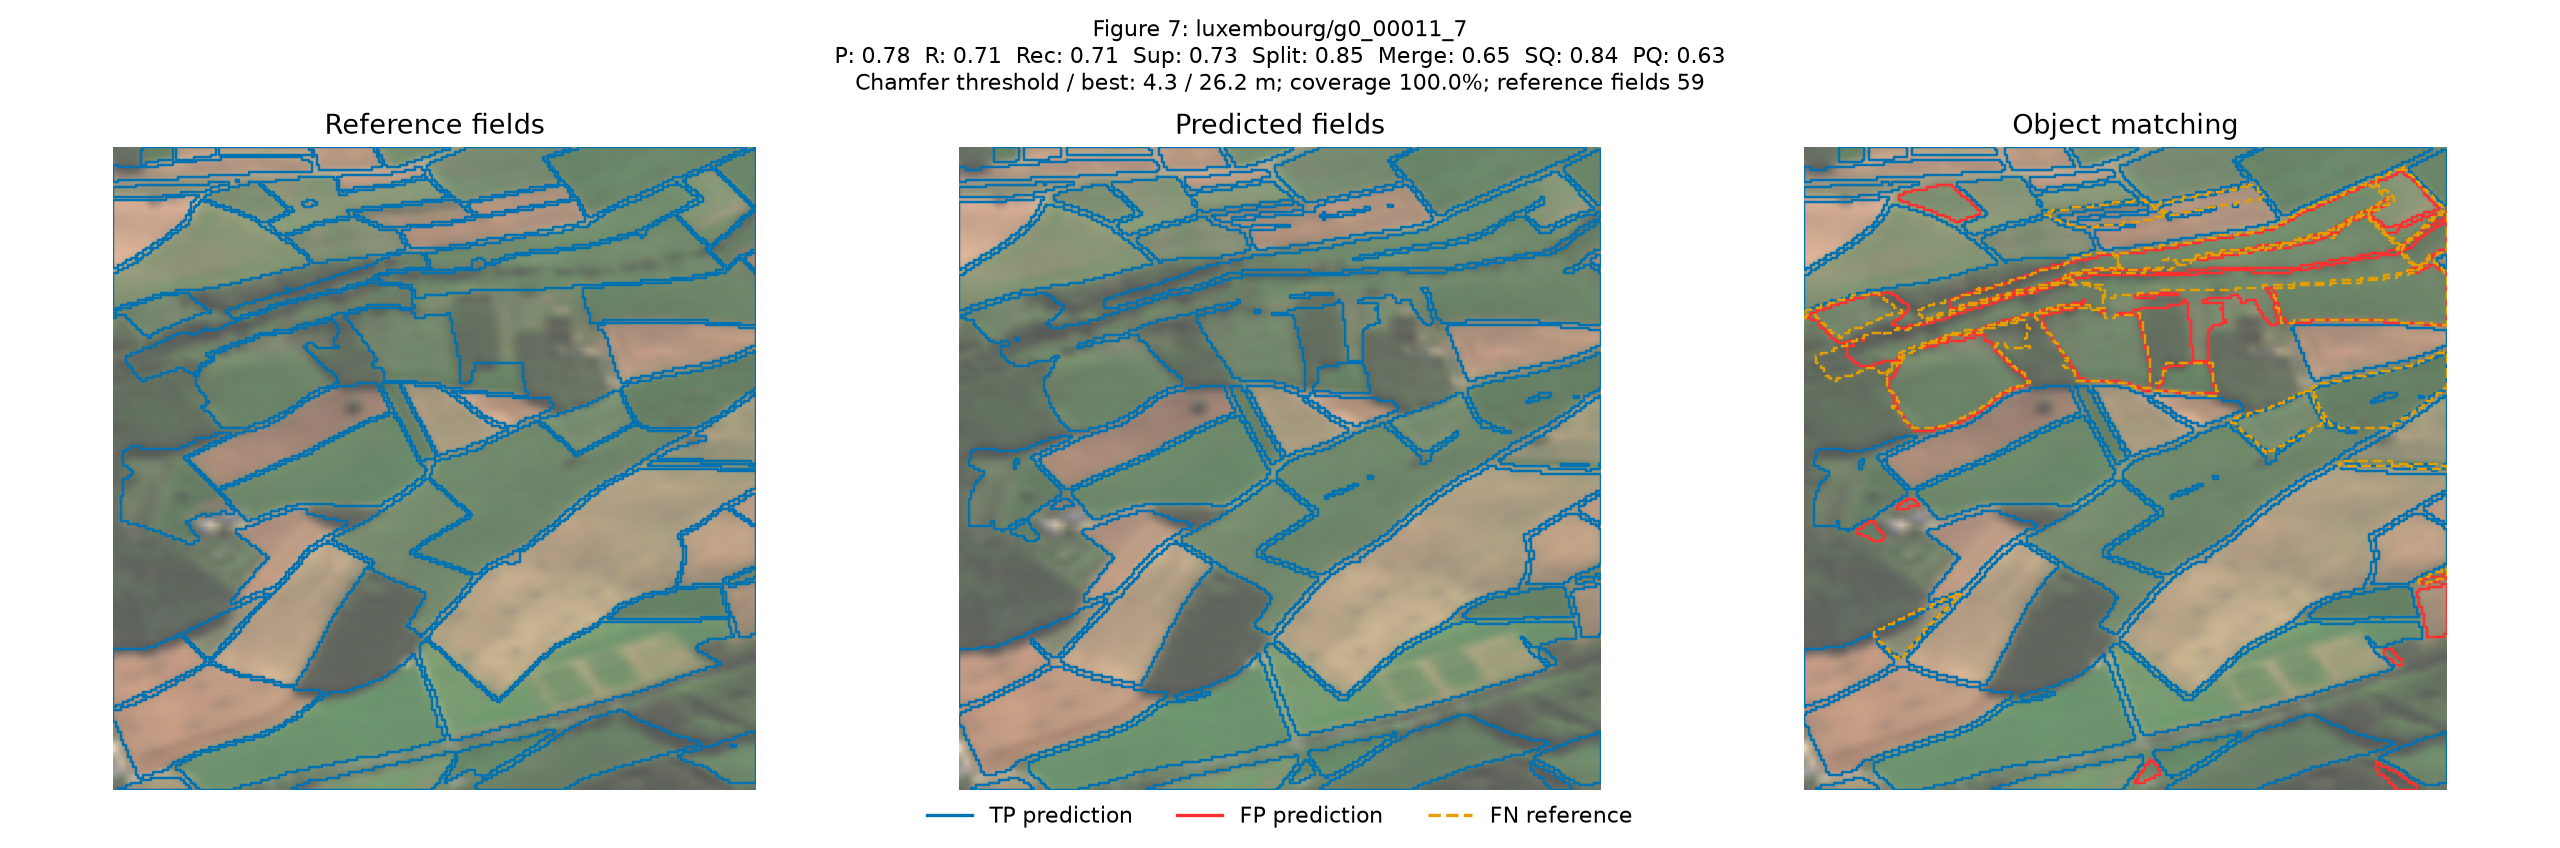 Figure 7: luxembourg/g0_00011_7
P: 0.78 R: 0.71 Rec: 0.71 Sup: 0.73 Split: 0.85 Merge: 0.65 SQ: 0.84 PQ: 0.63
Chamfer threshold / best: 4.3 / 26.2 m; coverage 100.0%; reference fields 59
Reference fields
Predicted fields
Object matching
TP prediction
FP prediction
FN reference